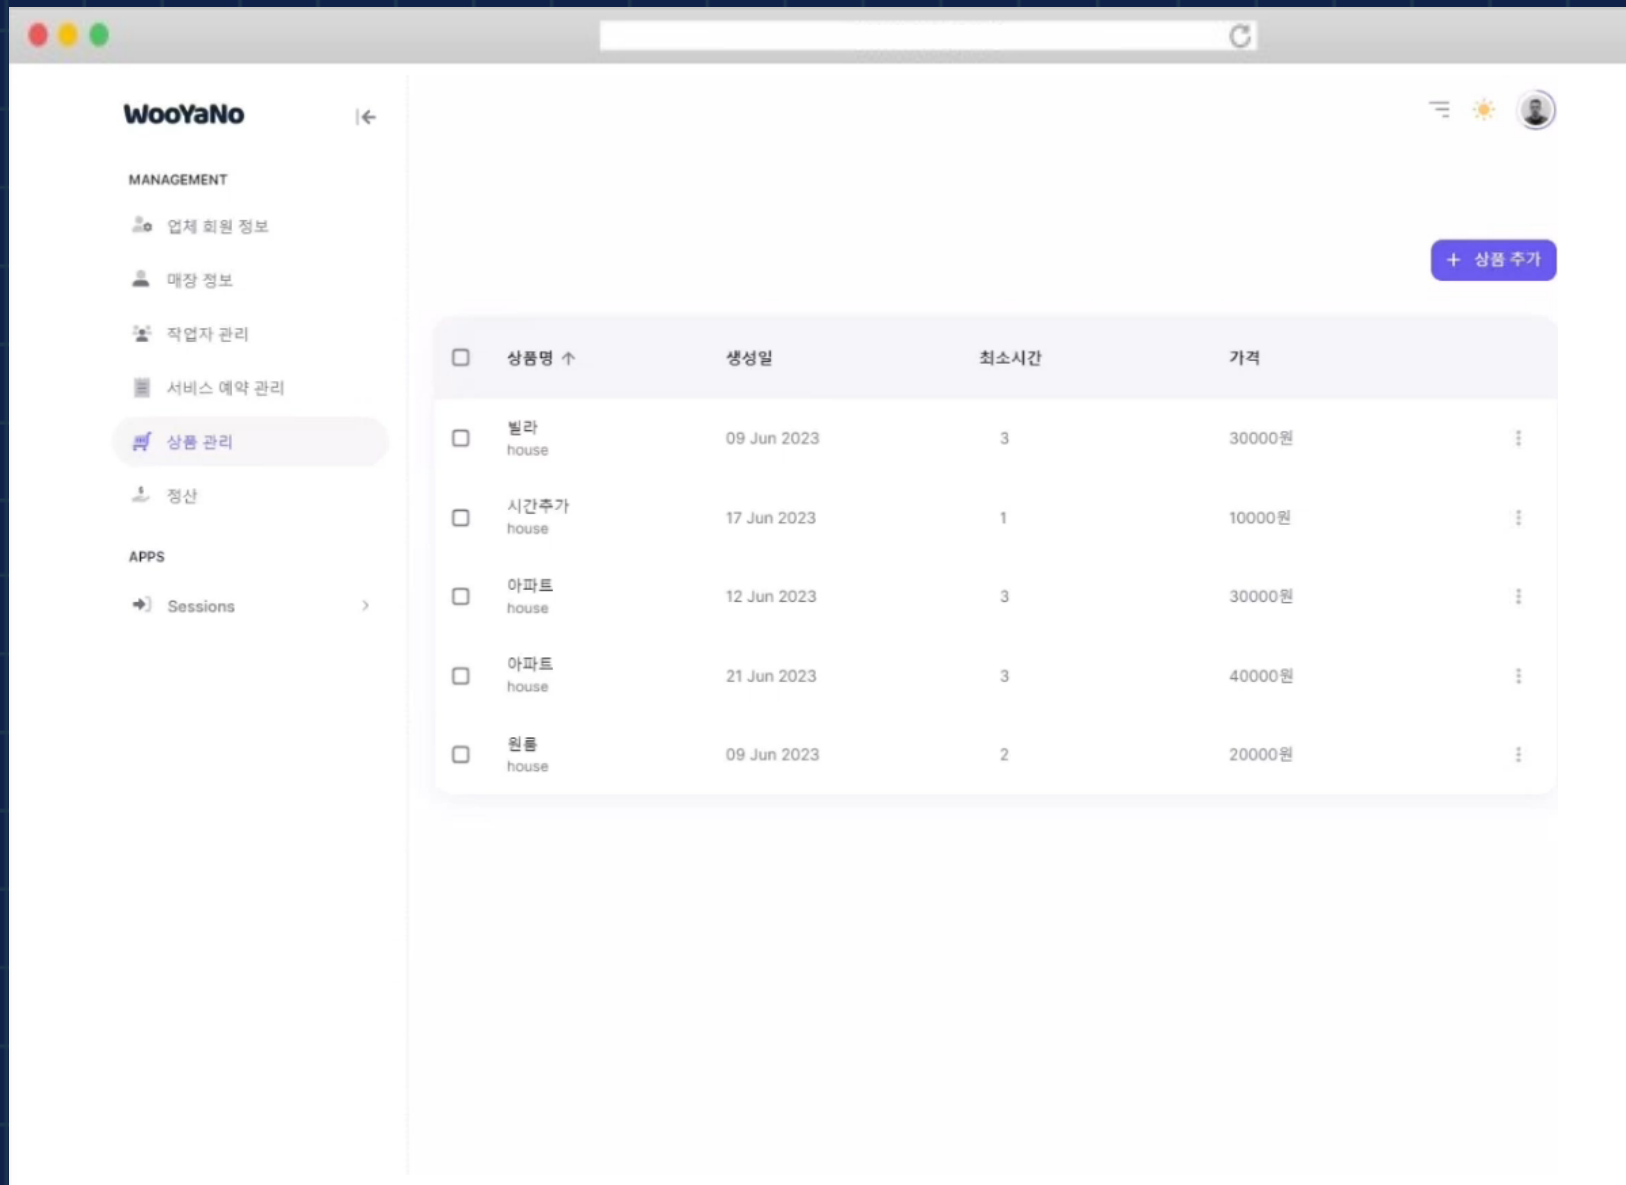 WooYaNo
MANAGEMENT
업체 회원 정보
매장 정보
작업자 관리
서비스 예약 관리
상품 관리
정산
APPS
Sessions
+ 상품 추가
상품명 ↑ 생성일 최소시간 가격
빌라
house
09 Jun 2023 3 30000원
시간추가
house
17 Jun 2023 1 10000원
아파트
house
12 Jun 2023 3 30000원
아파트
house
21 Jun 2023 3 40000원
원룸
house
09 Jun 2023 2 20000원